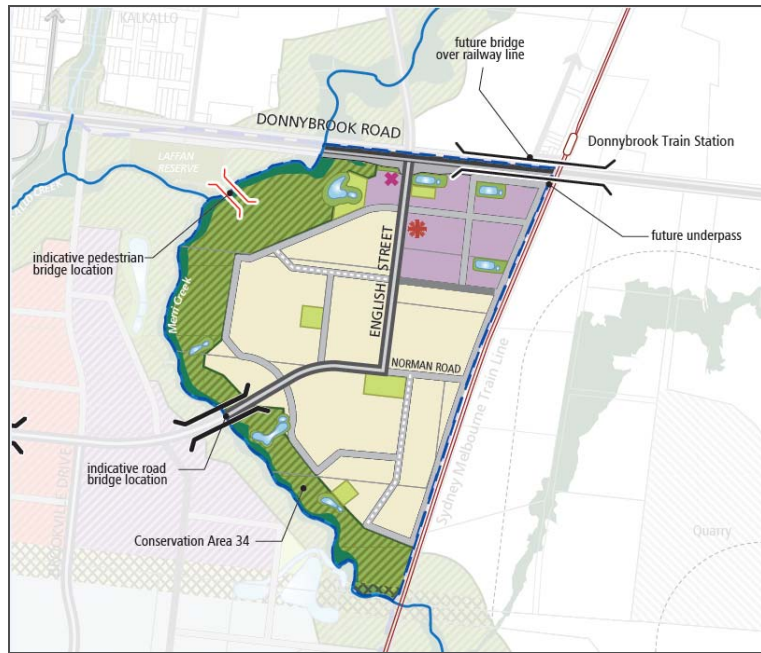 KALKALLO
future bridge
over railway line
DONNYBROOK ROAD
Donnybrook Train Station
LAFFAN
RESERVE
future underpass
indicative pedestrian
bridge location
ENGLISH STREET
Merri Creek
NORMAN ROAD
Sydney Melbourne Train Line
indicative road
bridge location
Conservation Area 34
Quarry